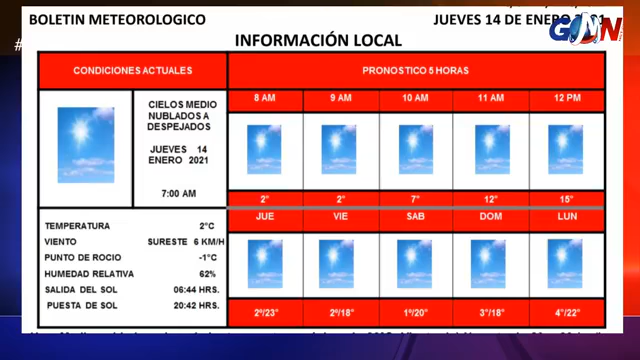 BOLETIN METEOROLOGICO
JUEVES 14 DE ENERO
GNN
#
INFORMACIÓN LOCAL
CONDICIONES ACTUALES
PRONOSTICO 5 HORAS
8 AM 9 AM 10 AM 11 AM 12 PM
CIELOS MEDIO
NUBLADOS A
DESPEJADOS
JUEVES 14
ENERO 2021
7:00 AM
2° 2° 7° 12° 15°
JUE VIE SAB DOM LUN
TEMPERATURA 2°C
VIENTO SURESTE 6 KM/H
PUNTO DE ROCIO -1°C
HUMEDAD RELATIVA 62%
SALIDA DEL SOL 06:44 HRS.
PUESTA DE SOL 20:42 HRS.
2º/23° 2º/18° 1º/20° 3°/18° 4°/22°